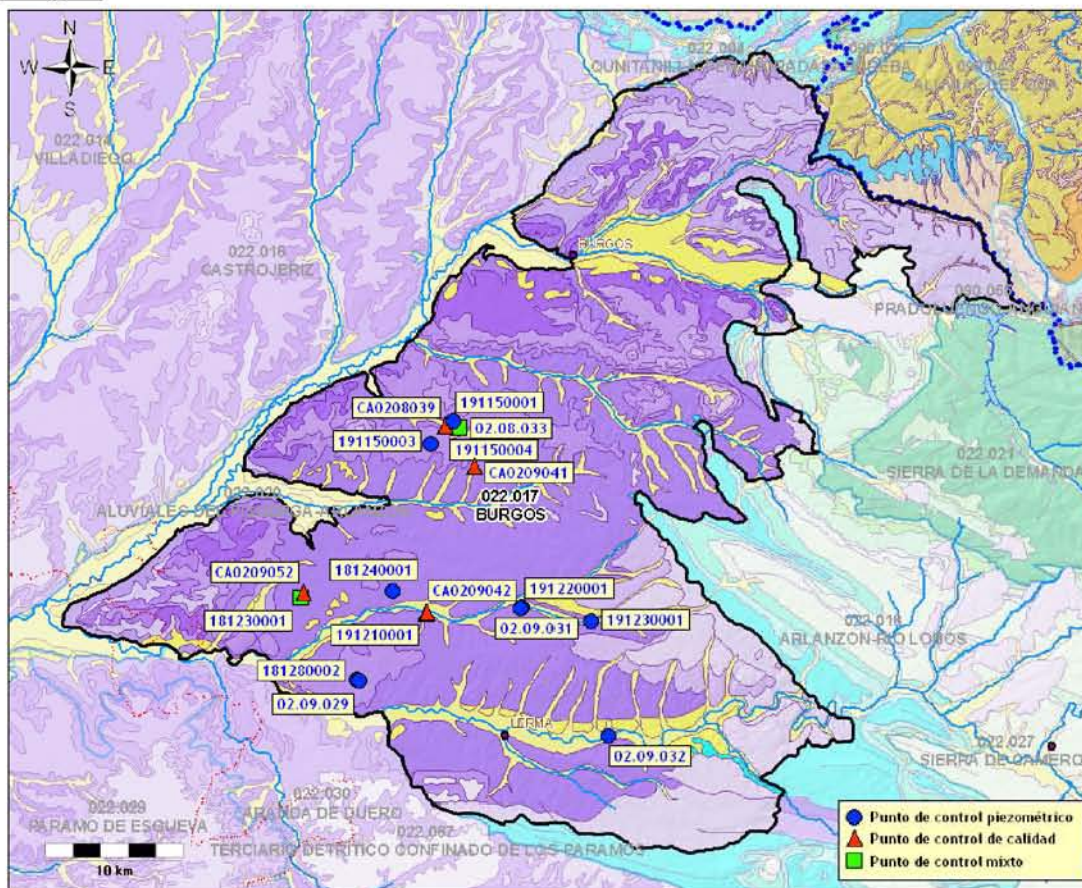 N
W E
S
022.014
VILLADIEGO
022.016
CASTROJERIZ
BURGOS
022.021
SIERRA DE LA DEMANDA
CA0208039
191150001
02.08.033
191150003
191150004
CA0209041
022.017
BURGOS
CA0209052
181240001
CA0209042
191220001
181230001
191210001
02.09.031
191230001
ARLANZON-RIO LOBOS
181280002
02.09.029
LERMA
02.09.032
022.027
022.029
PARAMO DE ESGUEVA
022.030
ARANDA DE DUERO
022.067
TERCIARIO DETRITICO CONFINADO DE LOS PARAMOS
10 km
Punto de control piezométrico
Punto de control de calidad
Punto de control mixto